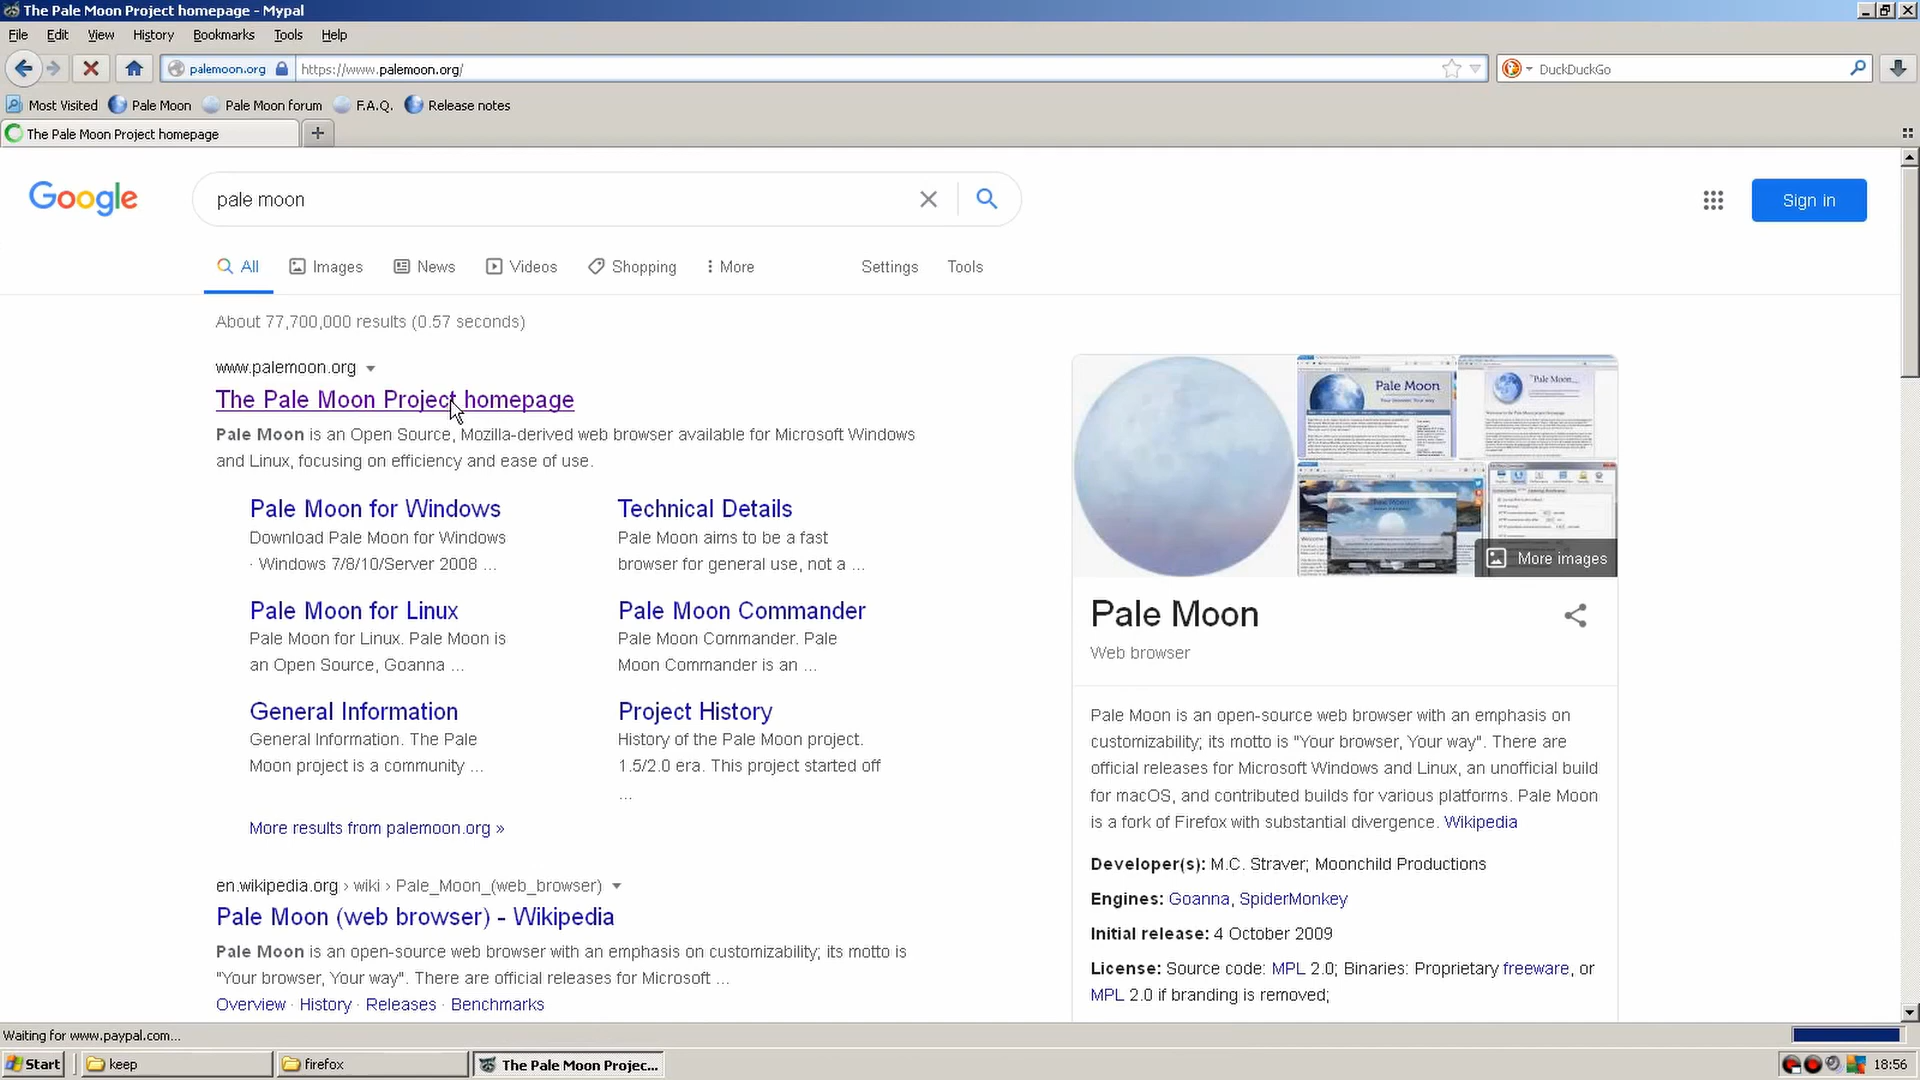 The Pale Moon Project homepage - Mypal
File Edit View History Bookmarks Tools Help
palemoon.org https://www.palemoon.org/ DuckDuckGo
Most Visited Pale Moon Pale Moon forum F.A.Q. Release notes
The Pale Moon Project homepage
Google pale moon Sign in
All Images News Videos Shopping More Settings Tools
About 77,700,000 results (0.57 seconds)
www.palemoon.org
The Pale Moon Project homepage
Pale Moon is an Open Source, Mozilla-derived web browser available for Microsoft Windows
and Linux, focusing on efficiency and ease of use.
Pale Moon for Windows
Download Pale Moon for Windows
· Windows 7/8/10/Server 2008 ...
Technical Details
Pale Moon aims to be a fast
browser for general use, not a ...
Pale Moon for Linux
Pale Moon for Linux. Pale Moon is
an Open Source, Goanna ...
Pale Moon Commander
Pale Moon Commander. Pale
Moon Commander is an ...
General Information
General Information. The Pale
Moon project is a community ...
Project History
History of the Pale Moon project.
1.5/2.0 era. This project started off
...
More results from palemoon.org »
en.wikipedia.org › wiki › Pale_Moon_(web_browser)
Pale Moon (web browser) - Wikipedia
Pale Moon is an open-source web browser with an emphasis on customizability; its motto is
"Your browser, Your way". There are official releases for Microsoft ...
Overview · History · Releases · Benchmarks
Pale Moon
Pale Moon
More images
Pale Moon
Web browser
Pale Moon is an open-source web browser with an emphasis on
customizability; its motto is "Your browser, Your way". There are
official releases for Microsoft Windows and Linux, an unofficial build
for macOS, and contributed builds for various platforms. Pale Moon
is a fork of Firefox with substantial divergence. Wikipedia
Developer(s): M.C. Straver; Moonchild Productions
Engines: Goanna, SpiderMonkey
Initial release: 4 October 2009
License: Source code: MPL 2.0; Binaries: Proprietary freeware, or
MPL 2.0 if branding is removed;
Waiting for www.paypal.com...
Start keep firefox The Pale Moon Projec... 18:56